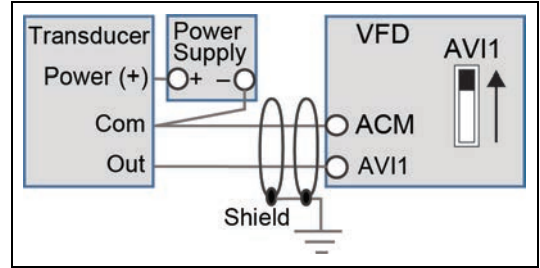 Transducer
Power (+)
Com
Out
Power
Supply
+ –
Shield
VFD
AVI1
ACM
AVI1